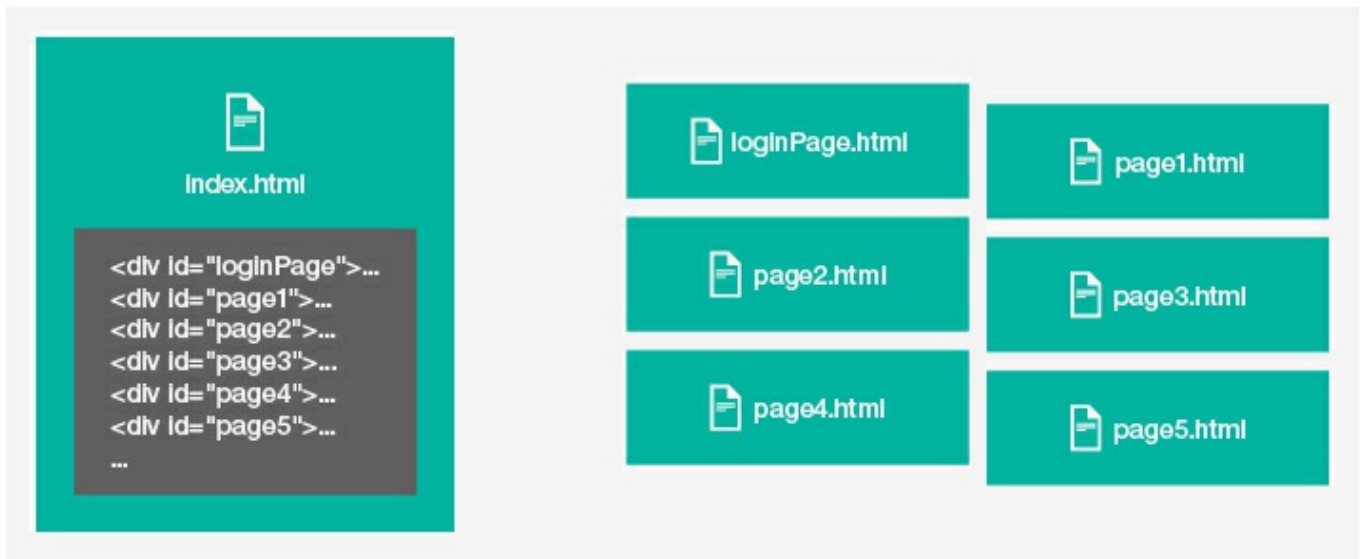 index.html
<div id="loginPage">...
<div id="page1">...
<div id="page2">...
<div id="page3">...
<div id="page4">...
<div id="page5">...
...
loginPage.html
page1.html
page2.html
page3.html
page4.html
page5.html